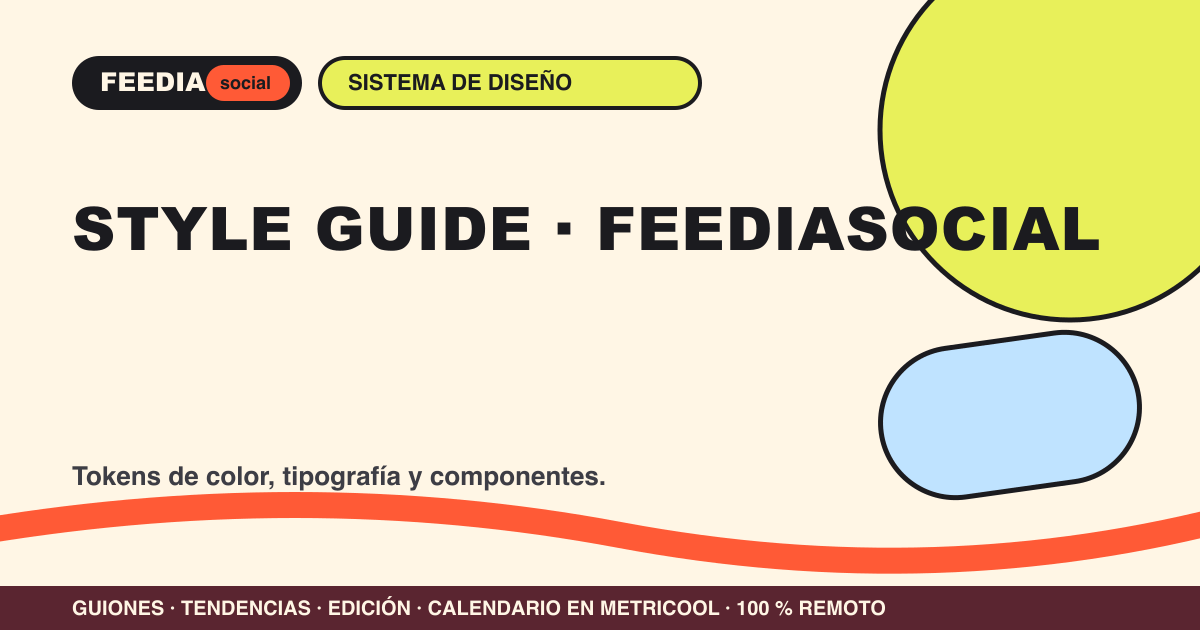 FEEDIA social
SISTEMA DE DISEÑO
STYLE GUIDE · FEEDIASOCIAL
Tokens de color, tipografía y componentes.
GUIONES · TENDENCIAS · EDICIÓN · CALENDARIO EN METRICOOL · 100 % REMOTO